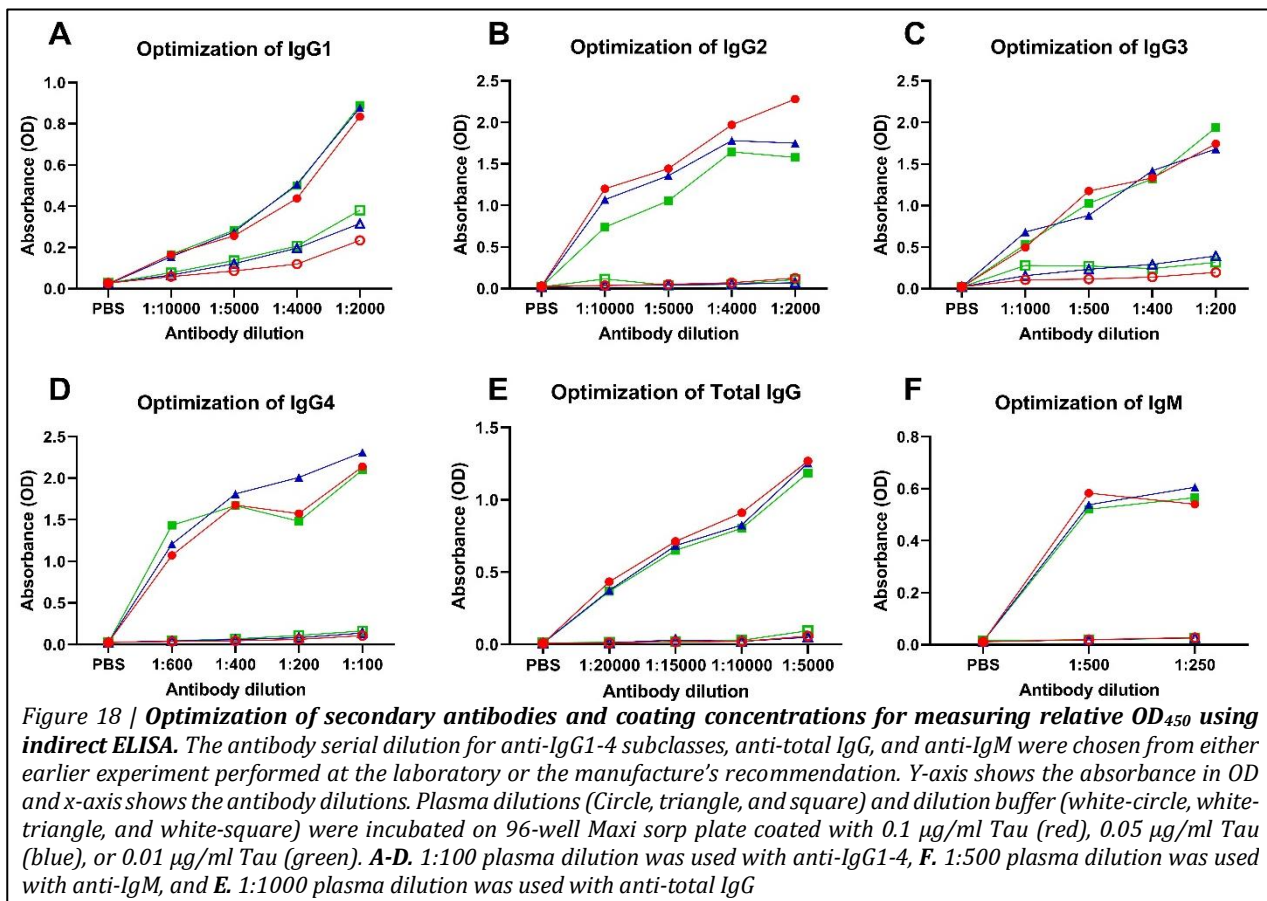 A
Optimization of IgG1
Absorbance (OD)
1.0
0.8
0.6
0.4
0.2
0.0
PBS 1:10000 1:5000 1:4000 1:2000
Antibody dilution
B
Optimization of IgG2
Absorbance (OD)
2.5
2.0
1.5
1.0
0.5
0.0
PBS 1:10000 1:5000 1:4000 1:2000
Antibody dilution
C
Optimization of IgG3
Absorbance (OD)
2.5
2.0
1.5
1.0
0.5
0.0
PBS 1:1000 1:500 1:400 1:200
Antibody dilution
D
Optimization of IgG4
Absorbance (OD)
2.5
2.0
1.5
1.0
0.5
0.0
PBS 1:600 1:400 1:200 1:100
Antibody dilution
E
Optimization of Total IgG
Absorbance (OD)
1.5
1.0
0.5
0.0
PBS 1:20000 1:15000 1:10000 1:5000
Antibody dilution
F
Optimization of IgM
Absorbance (OD)
0.8
0.6
0.4
0.2
0.0
PBS 1:500 1:250
Antibody dilution
Figure 18 | Optimization of secondary antibodies and coating concentrations for measuring relative OD450 using
indirect ELISA. The antibody serial dilution for anti-IgG1-4 subclasses, anti-total IgG, and anti-IgM were chosen from either
earlier experiment performed at the laboratory or the manufacture's recommendation. Y-axis shows the absorbance in OD
and x-axis shows the antibody dilutions. Plasma dilutions (Circle, triangle, and square) and dilution buffer (white-circle, white-
triangle, and white-square) were incubated on 96-well Maxi sorp plate coated with 0.1 µg/ml Tau (red), 0.05 µg/ml Tau
(blue), or 0.01 µg/ml Tau (green). A-D. 1:100 plasma dilution was used with anti-IgG1-4, F. 1:500 plasma dilution was used
with anti-IgM, and E. 1:1000 plasma dilution was used with anti-total IgG